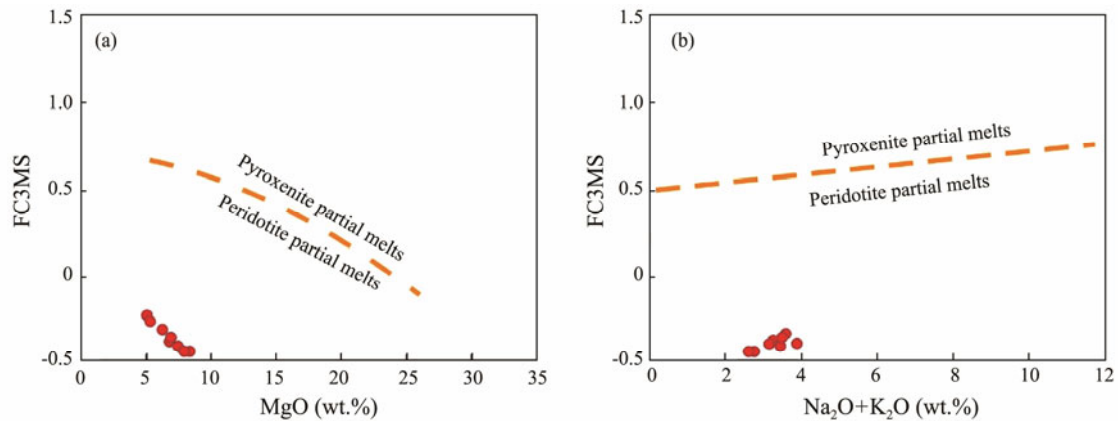 (a)
FC3MS
1.5
1.0
0.5
0
-0.5
0 5 10 15 20 25 30 35
MgO (wt.%)
Pyroxenite partial melts
Peridotite partial melts
(b)
FC3MS
1.5
1.0
0.5
0
-0.5
0 2 4 6 8 10 12
Na₂O+K₂O (wt.%)
Pyroxenite partial melts
Peridotite partial melts